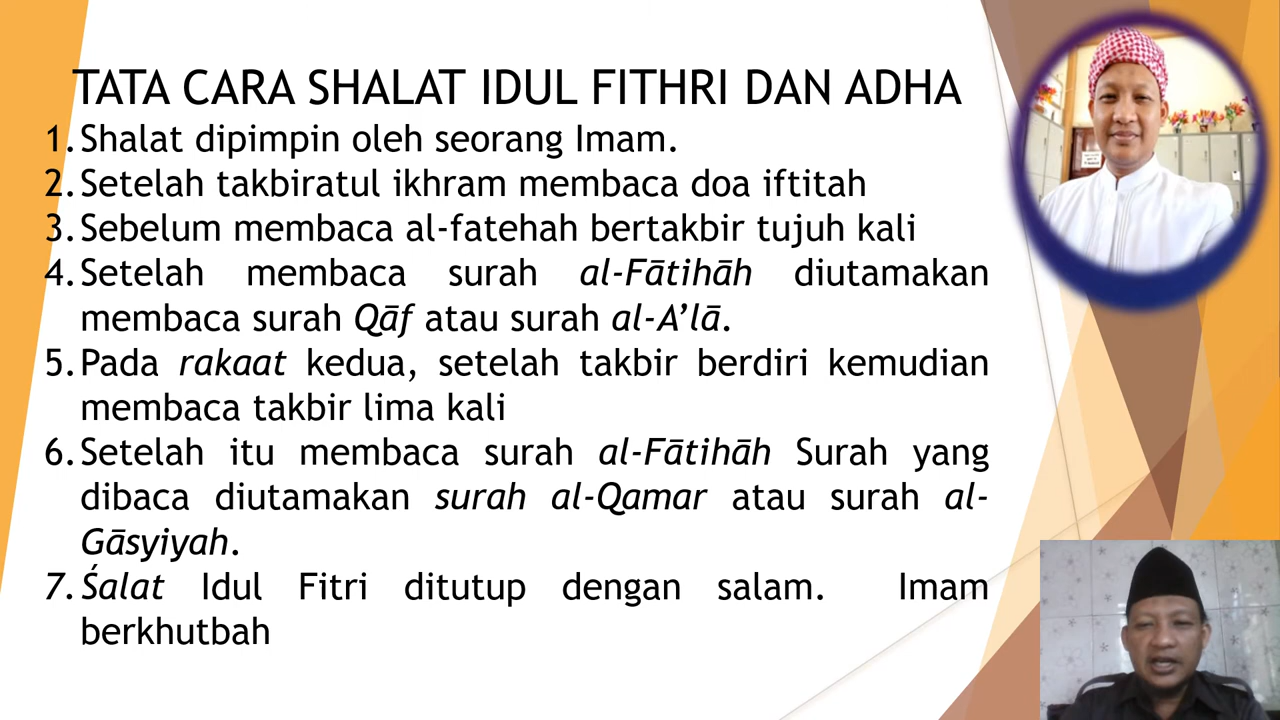 TATA CARA SHALAT IDUL FITHRI DAN ADHA
1. Shalat dipimpin oleh seorang Imam.
2. Setelah takbiratul ikhram membaca doa iftitah
3. Sebelum membaca al-fatehah bertakbir tujuh kali
4. Setelah membaca surah al-Fātihāh diutamakan
membaca surah Qāf atau surah al-A’lā.
5. Pada rakaat kedua, setelah takbir berdiri kemudian
membaca takbir lima kali
6. Setelah itu membaca surah al-Fātihāh Surah yang
dibaca diutamakan surah al-Qamar atau surah al-
Gāsyiyah.
7. Śalat Idul Fitri ditutup dengan salam. Imam
berkhutbah